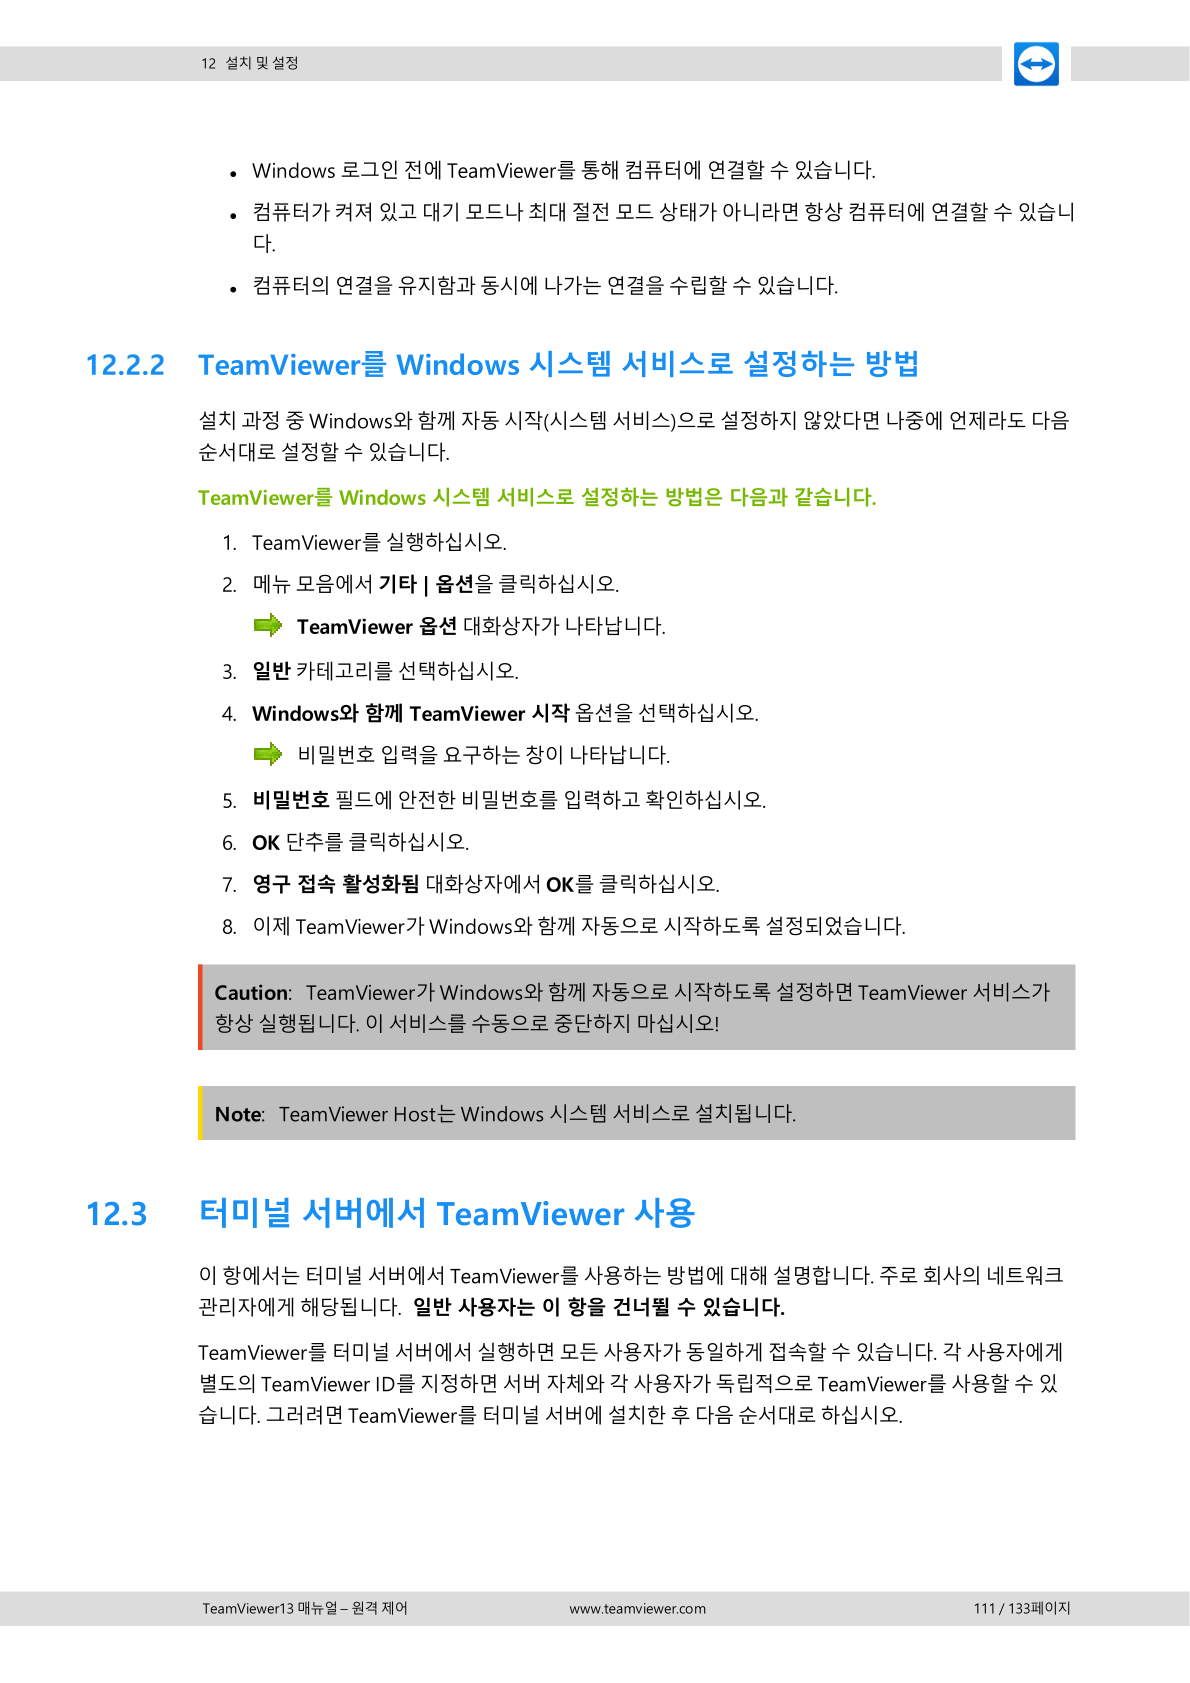 12 설치 및 설정
• Windows 로그인 전에 TeamViewer를 통해 컴퓨터에 연결할 수 있습니다.
• 컴퓨터가 켜져 있고 대기 모드나 최대 절전 모드 상태가 아니라면 항상 컴퓨터에 연결할 수 있습니
다.
• 컴퓨터의 연결을 유지함과 동시에 나가는 연결을 수립할 수 있습니다.
12.2.2 TeamViewer를 Windows 시스템 서비스로 설정하는 방법
설치 과정 중 Windows와 함께 자동 시작(시스템 서비스)으로 설정하지 않았다면 나중에 언제라도 다음
순서대로 설정할 수 있습니다.
TeamViewer를 Windows 시스템 서비스로 설정하는 방법은 다음과 같습니다.
1. TeamViewer를 실행하십시오.
2. 메뉴 모음에서 기타 | 옵션을 클릭하십시오.
TeamViewer 옵션 대화상자가 나타납니다.
3. 일반 카테고리를 선택하십시오.
4. Windows와 함께 TeamViewer 시작 옵션을 선택하십시오.
비밀번호 입력을 요구하는 창이 나타납니다.
5. 비밀번호 필드에 안전한 비밀번호를 입력하고 확인하십시오.
6. OK 단추를 클릭하십시오.
7. 영구 접속 활성화됨 대화상자에서 OK를 클릭하십시오.
8. 이제 TeamViewer가 Windows와 함께 자동으로 시작하도록 설정되었습니다.
Caution: TeamViewer가 Windows와 함께 자동으로 시작하도록 설정하면 TeamViewer 서비스가
항상 실행됩니다. 이 서비스를 수동으로 중단하지 마십시오!
Note: TeamViewer Host는 Windows 시스템 서비스로 설치됩니다.
12.3 터미널 서버에서 TeamViewer 사용
이 항에서는 터미널 서버에서 TeamViewer를 사용하는 방법에 대해 설명합니다. 주로 회사의 네트워크
관리자에게 해당됩니다. 일반 사용자는 이 항을 건너뛸 수 있습니다.
TeamViewer를 터미널 서버에서 실행하면 모든 사용자가 동일하게 접속할 수 있습니다. 각 사용자에게
별도의 TeamViewer ID를 지정하면 서버 자체와 각 사용자가 독립적으로 TeamViewer를 사용할 수 있
습니다. 그러려면 TeamViewer를 터미널 서버에 설치한 후 다음 순서대로 하십시오.
TeamViewer13 매뉴얼 – 원격 제어 www.teamviewer.com 111 / 133페이지